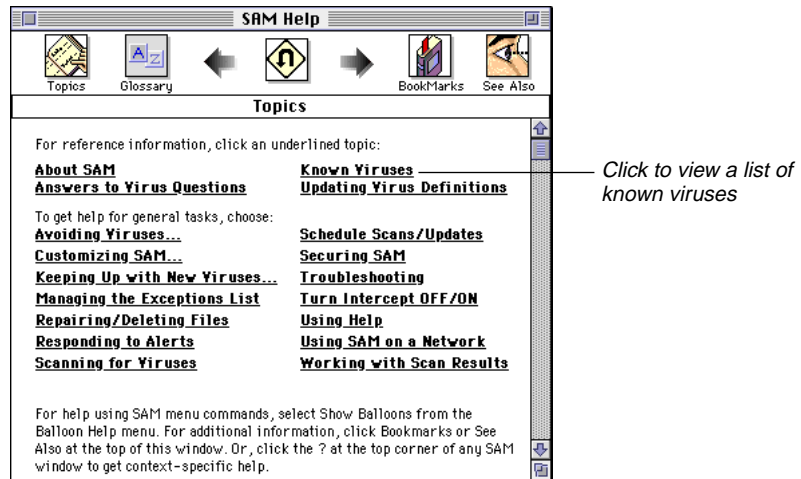 SAM Help
Topics
Glossary
A Z
BookMarks
See Also
Topics
For reference information, click an underlined topic:
About SAM
Known Viruses
Click to view a list of
known viruses
Answers to Virus Questions
Updating Virus Definitions
To get help for general tasks, choose:
Avoiding Viruses...
Schedule Scans/Updates
Customizing SAM...
Securing SAM
Keeping Up with New Viruses...
Troubleshooting
Managing the Exceptions List
Turn Intercept OFF/ON
Repairing/Deleting Files
Using Help
Responding to Alerts
Using SAM on a Network
Scanning for Viruses
Working with Scan Results
For help using SAM menu commands, select Show Balloons from the
Balloon Help menu. For additional information, click Bookmarks or See
Also at the top of this window. Or, click the ? at the top corner of any SAM
window to get context-specific help.